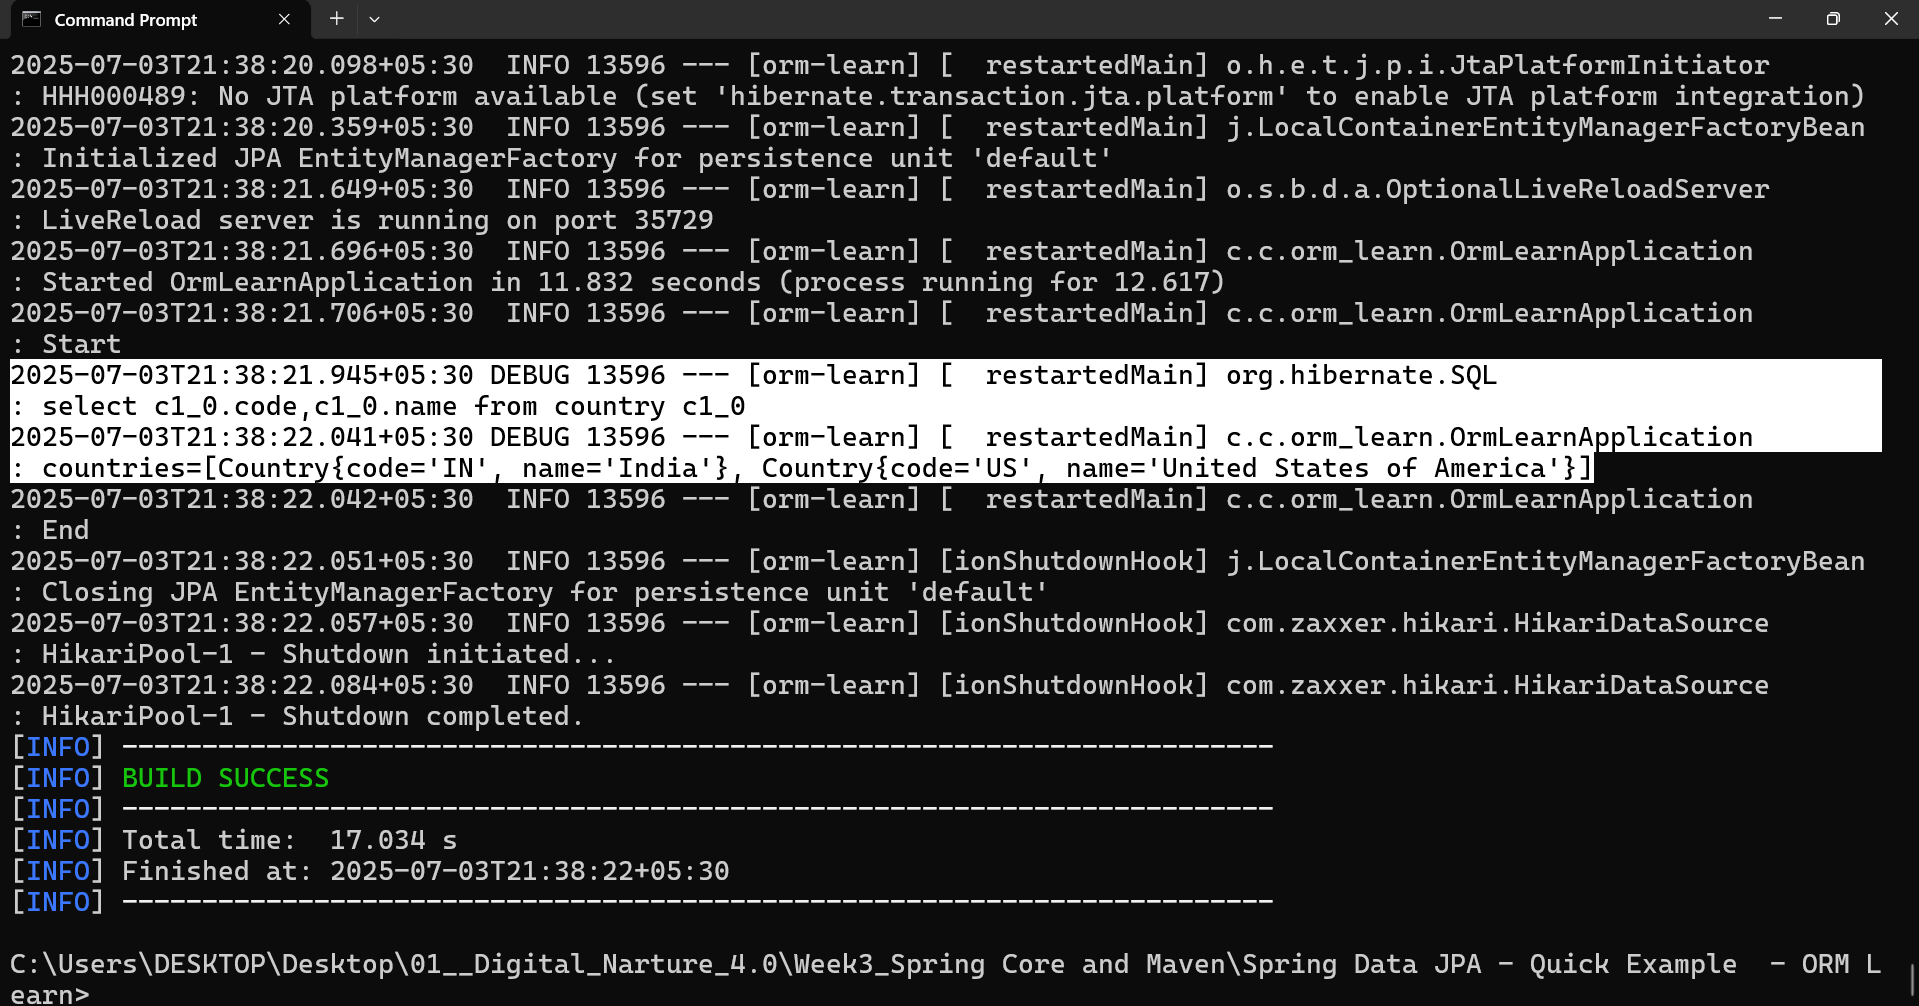 Command Prompt
2025-07-03T21:38:20.098+05:30  INFO 13596 --- [orm-learn] [  restartedMain] o.h.e.t.j.p.i.JtaPlatformInitiator
: HHH000489: No JTA platform available (set 'hibernate.transaction.jta.platform' to enable JTA platform integration)
2025-07-03T21:38:20.359+05:30  INFO 13596 --- [orm-learn] [  restartedMain] j.LocalContainerEntityManagerFactoryBean
: Initialized JPA EntityManagerFactory for persistence unit 'default'
2025-07-03T21:38:21.649+05:30  INFO 13596 --- [orm-learn] [  restartedMain] o.s.b.d.a.OptionalLiveReloadServer
: LiveReload server is running on port 35729
2025-07-03T21:38:21.696+05:30  INFO 13596 --- [orm-learn] [  restartedMain] c.c.orm_learn.OrmLearnApplication
: Started OrmLearnApplication in 11.832 seconds (process running for 12.617)
2025-07-03T21:38:21.706+05:30  INFO 13596 --- [orm-learn] [  restartedMain] c.c.orm_learn.OrmLearnApplication
: Start
2025-07-03T21:38:21.945+05:30 DEBUG 13596 --- [orm-learn] [  restartedMain] org.hibernate.SQL
: select c1_0.code,c1_0.name from country c1_0
2025-07-03T21:38:22.041+05:30 DEBUG 13596 --- [orm-learn] [  restartedMain] c.c.orm_learn.OrmLearnApplication
: countries=[Country{code='IN', name='India'}, Country{code='US', name='United States of America'}]
2025-07-03T21:38:22.042+05:30  INFO 13596 --- [orm-learn] [  restartedMain] c.c.orm_learn.OrmLearnApplication
: End
2025-07-03T21:38:22.051+05:30  INFO 13596 --- [orm-learn] [ionShutdownHook] j.LocalContainerEntityManagerFactoryBean
: Closing JPA EntityManagerFactory for persistence unit 'default'
2025-07-03T21:38:22.057+05:30  INFO 13596 --- [orm-learn] [ionShutdownHook] com.zaxxer.hikari.HikariDataSource
: HikariPool-1 - Shutdown initiated...
2025-07-03T21:38:22.084+05:30  INFO 13596 --- [orm-learn] [ionShutdownHook] com.zaxxer.hikari.HikariDataSource
: HikariPool-1 - Shutdown completed.
[INFO] ------------------------------------------------------------------------
[INFO] BUILD SUCCESS
[INFO] ------------------------------------------------------------------------
[INFO] Total time:  17.034 s
[INFO] Finished at: 2025-07-03T21:38:22+05:30
[INFO] ------------------------------------------------------------------------
C:\Users\DESKTOP\Desktop\01__Digital_Narture_4.0\Week3_Spring Core and Maven\Spring Data JPA - Quick Example  - ORM L
earn>